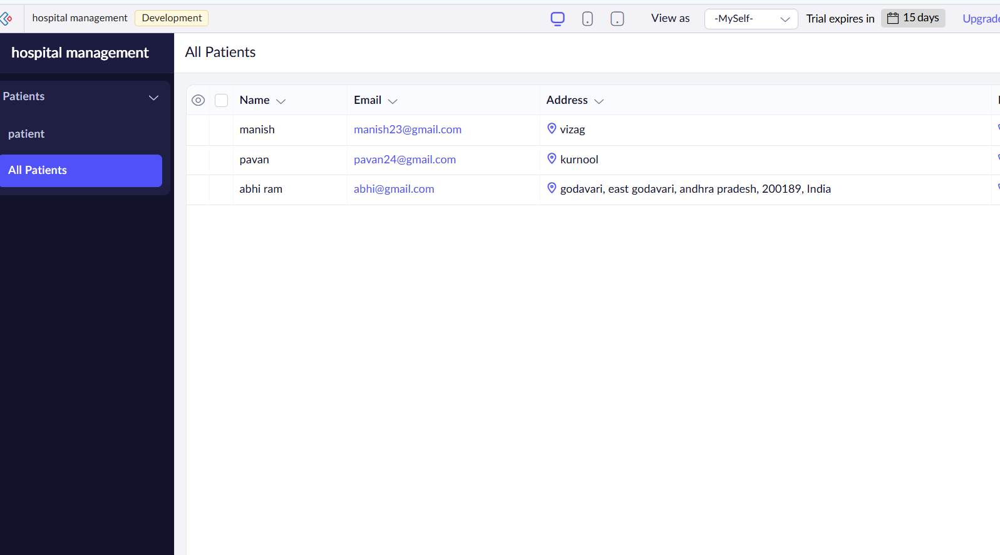 hospital management Development View as -MySelf- Trial expires in 15 days Upgrade
hospital management
All Patients
Patients
patient
All Patients
Name Email Address
manish manish23@gmail.com vizag
pavan pavan24@gmail.com kurnool
abhi ram abhi@gmail.com godavari, east godavari, andhra pradesh, 200189, India